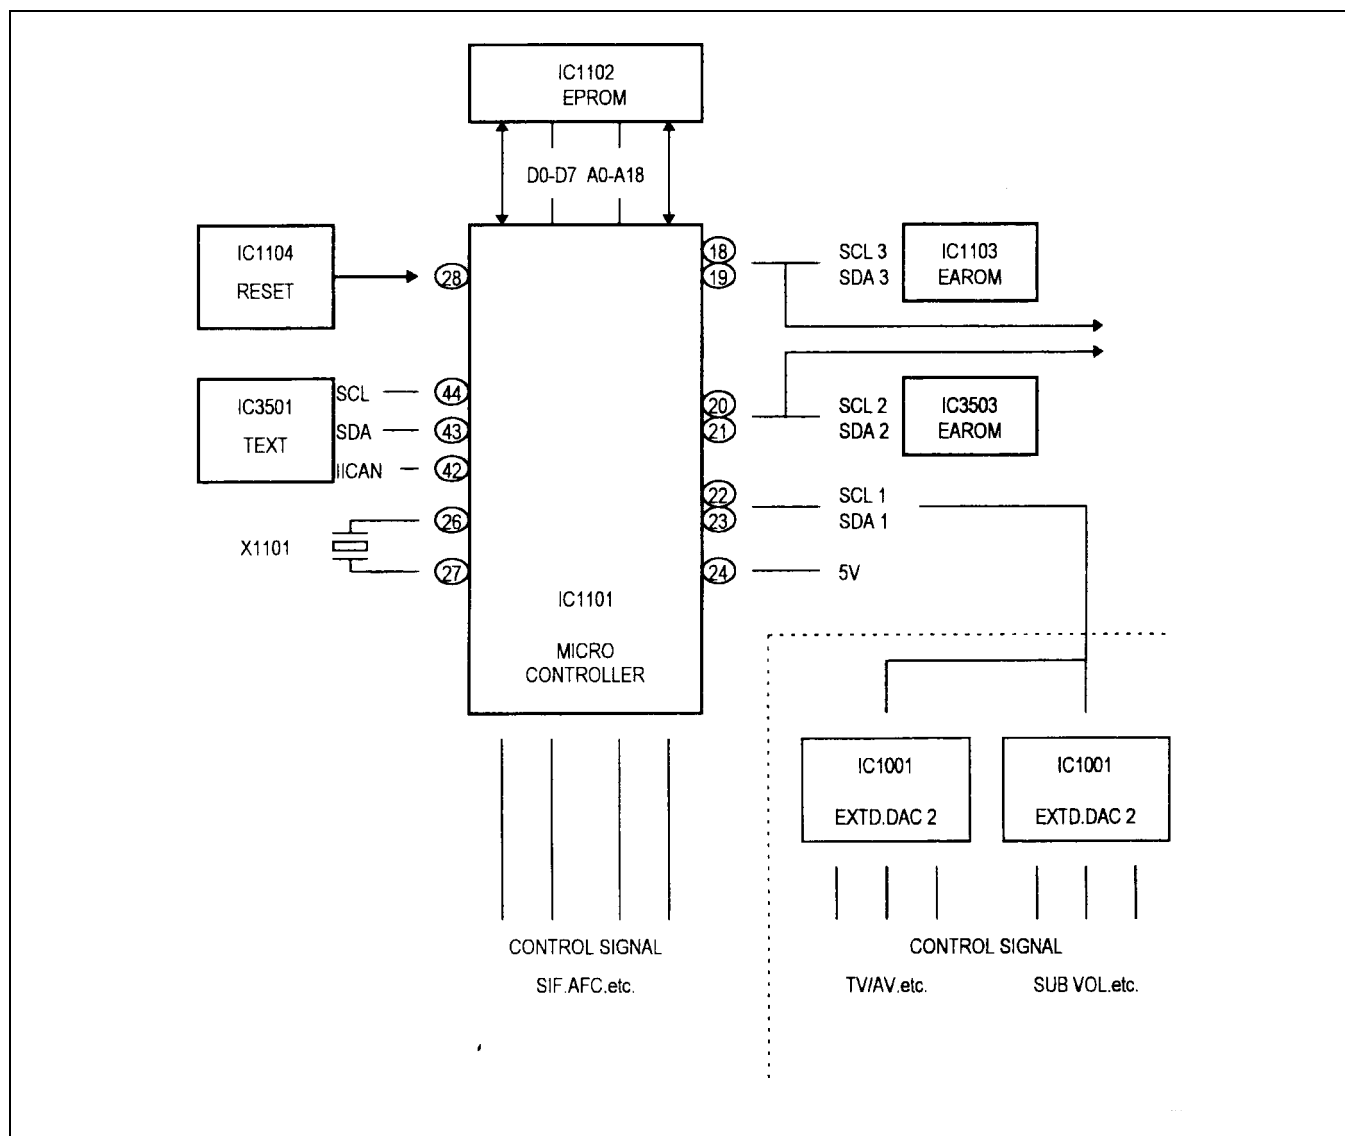 IC1102
EPROM
D0-D7 A0-A18
IC1104
RESET
28
18
19
SCL 3
SDA 3
IC1103
EAROM
IC3501
TEXT
SCL
SDA
IICAN
44
43
42
20
21
SCL 2
SDA 2
IC3503
EAROM
22
23
SCL 1
SDA 1
X1101
26
27
24
5V
IC1101
MICRO
CONTROLLER
IC1001
EXTD.DAC 2
IC1001
EXTD.DAC 2
CONTROL SIGNAL
SIF.AFC.etc.
CONTROL SIGNAL
TV/AV.etc.
SUB VOL.etc.